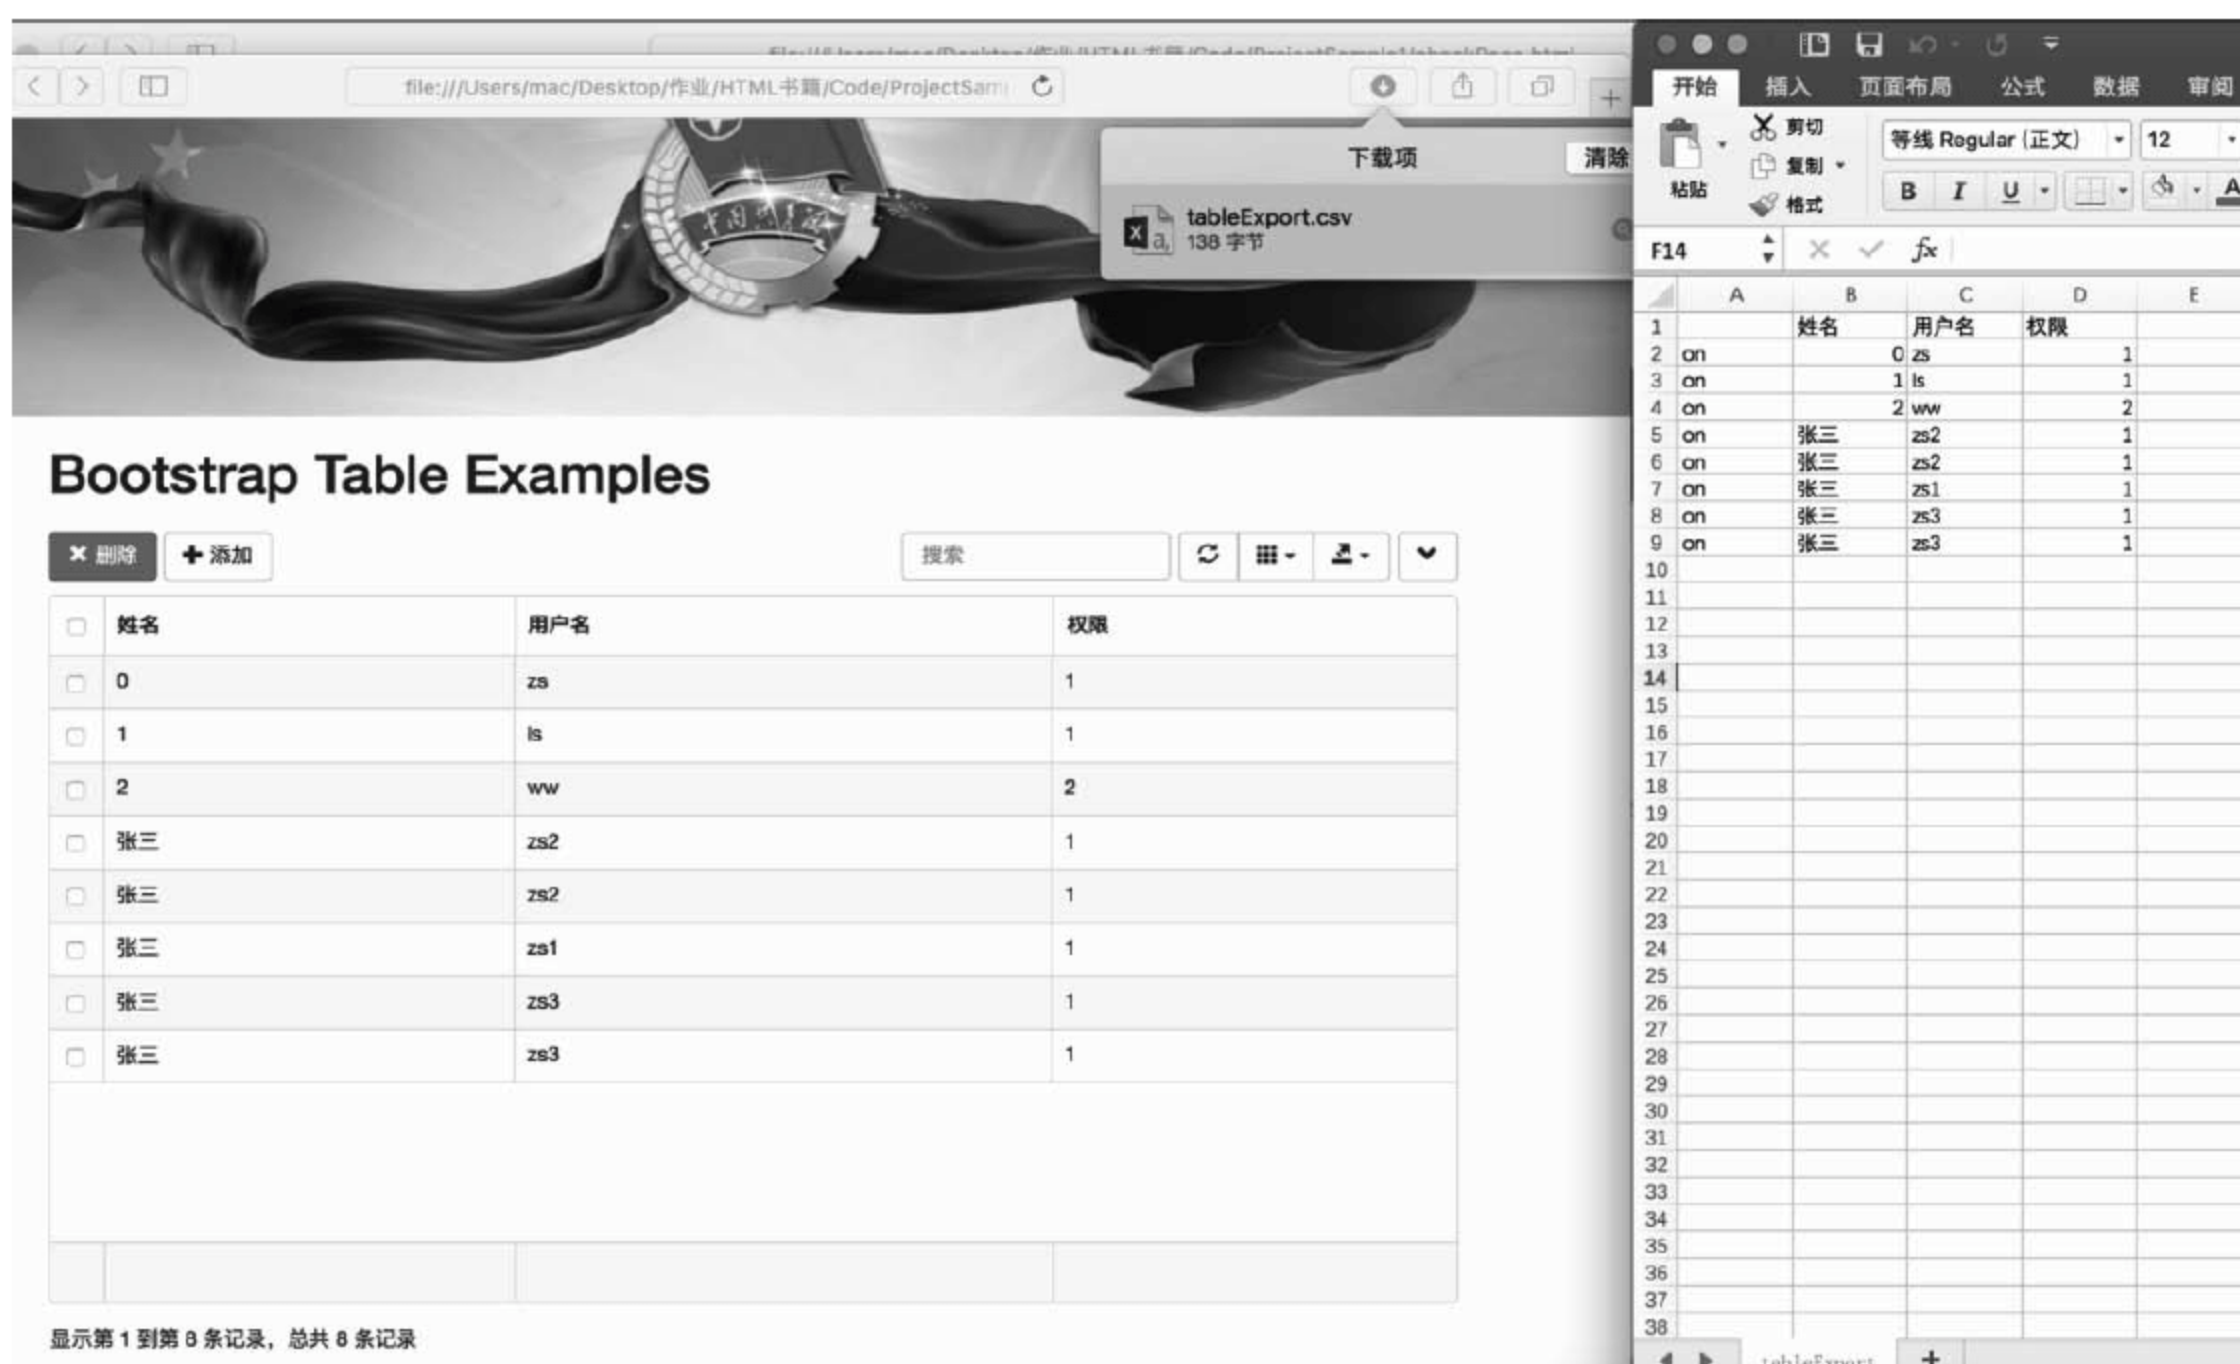 file:///Users/mac/Desktop/作业/HTML书籍/Code/ProjectSam
下载项
清除
tableExport.csv
138 字节
Bootstrap Table Examples
删除
添加
搜索
姓名 用户名 权限
0 zs 1
1 ls 1
2 ww 2
张三 zs2 1
张三 zs2 1
张三 zs1 1
张三 zs3 1
张三 zs3 1
显示第 1 到第 8 条记录，总共 8 条记录
开始 插入 页面布局 公式 数据 审阅
剪切
复制
格式
粘贴
等线 Regular (正文) 12
B I U A
F14 fx
A B C D E
1 姓名 用户名 权限
2 on 0 zs 1
3 on 1 ls 1
4 on 2 ww 2
5 on 张三 zs2 1
6 on 张三 zs2 1
7 on 张三 zs1 1
8 on 张三 zs3 1
9 on 张三 zs3 1
10
11
12
13
14
15
16
17
18
19
20
21
22
23
24
25
26
27
28
29
30
31
32
33
34
35
36
37
38
tableExport